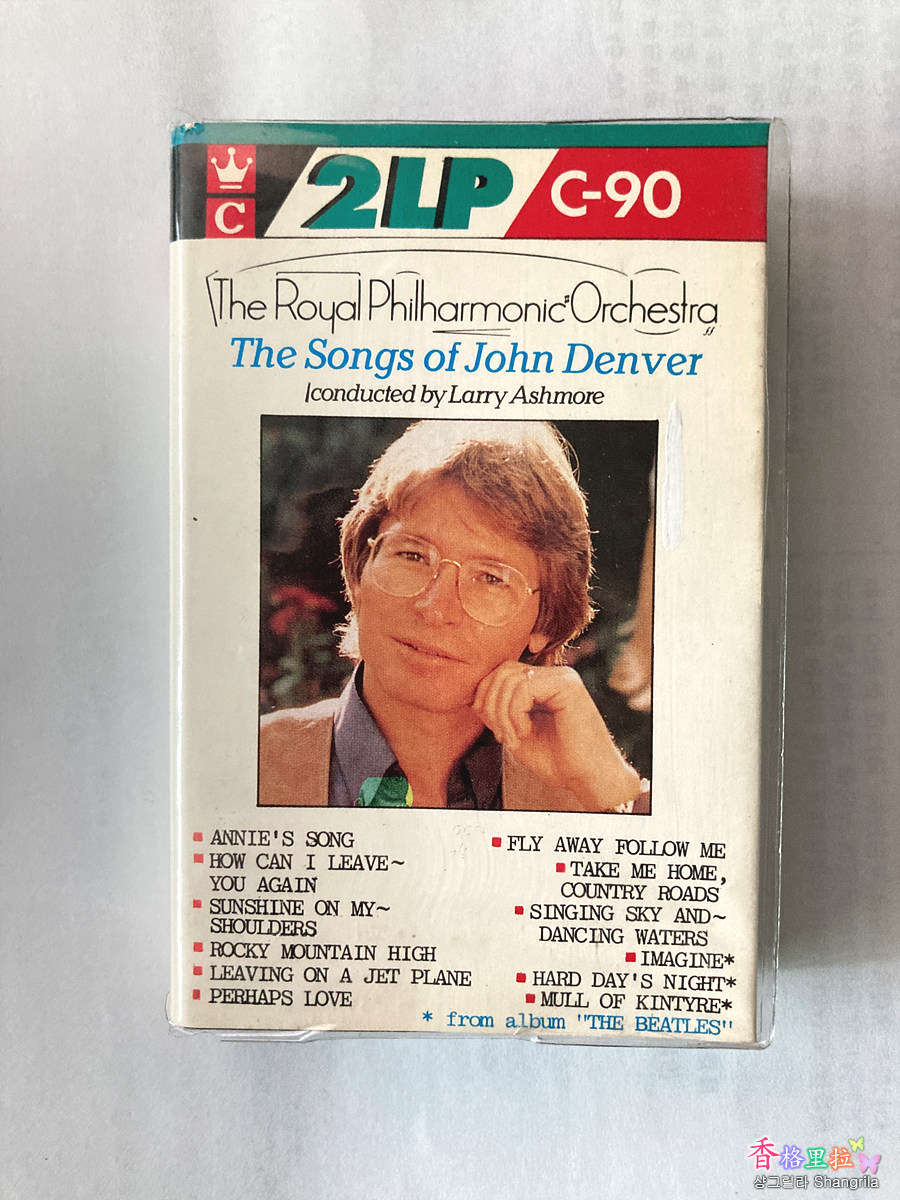 C
2LP
C-90
The Royal Philharmonic Orchestra
The Songs of John Denver
conducted by Larry Ashmore
ANNIE'S SONG
HOW CAN I LEAVE~
YOU AGAIN
SUNSHINE ON MY~
SHOULDERS
ROCKY MOUNTAIN HIGH
LEAVING ON A JET PLANE
PERHAPS LOVE
FLY AWAY FOLLOW ME
TAKE ME HOME,
COUNTRY ROADS
SINGING SKY AND~
DANCING WATERS
IMAGINE*
HARD DAY'S NIGHT*
MULL OF KINTYRE*
* from album "THE BEATLES"
香格里拉
샹그릴라 Shangrila